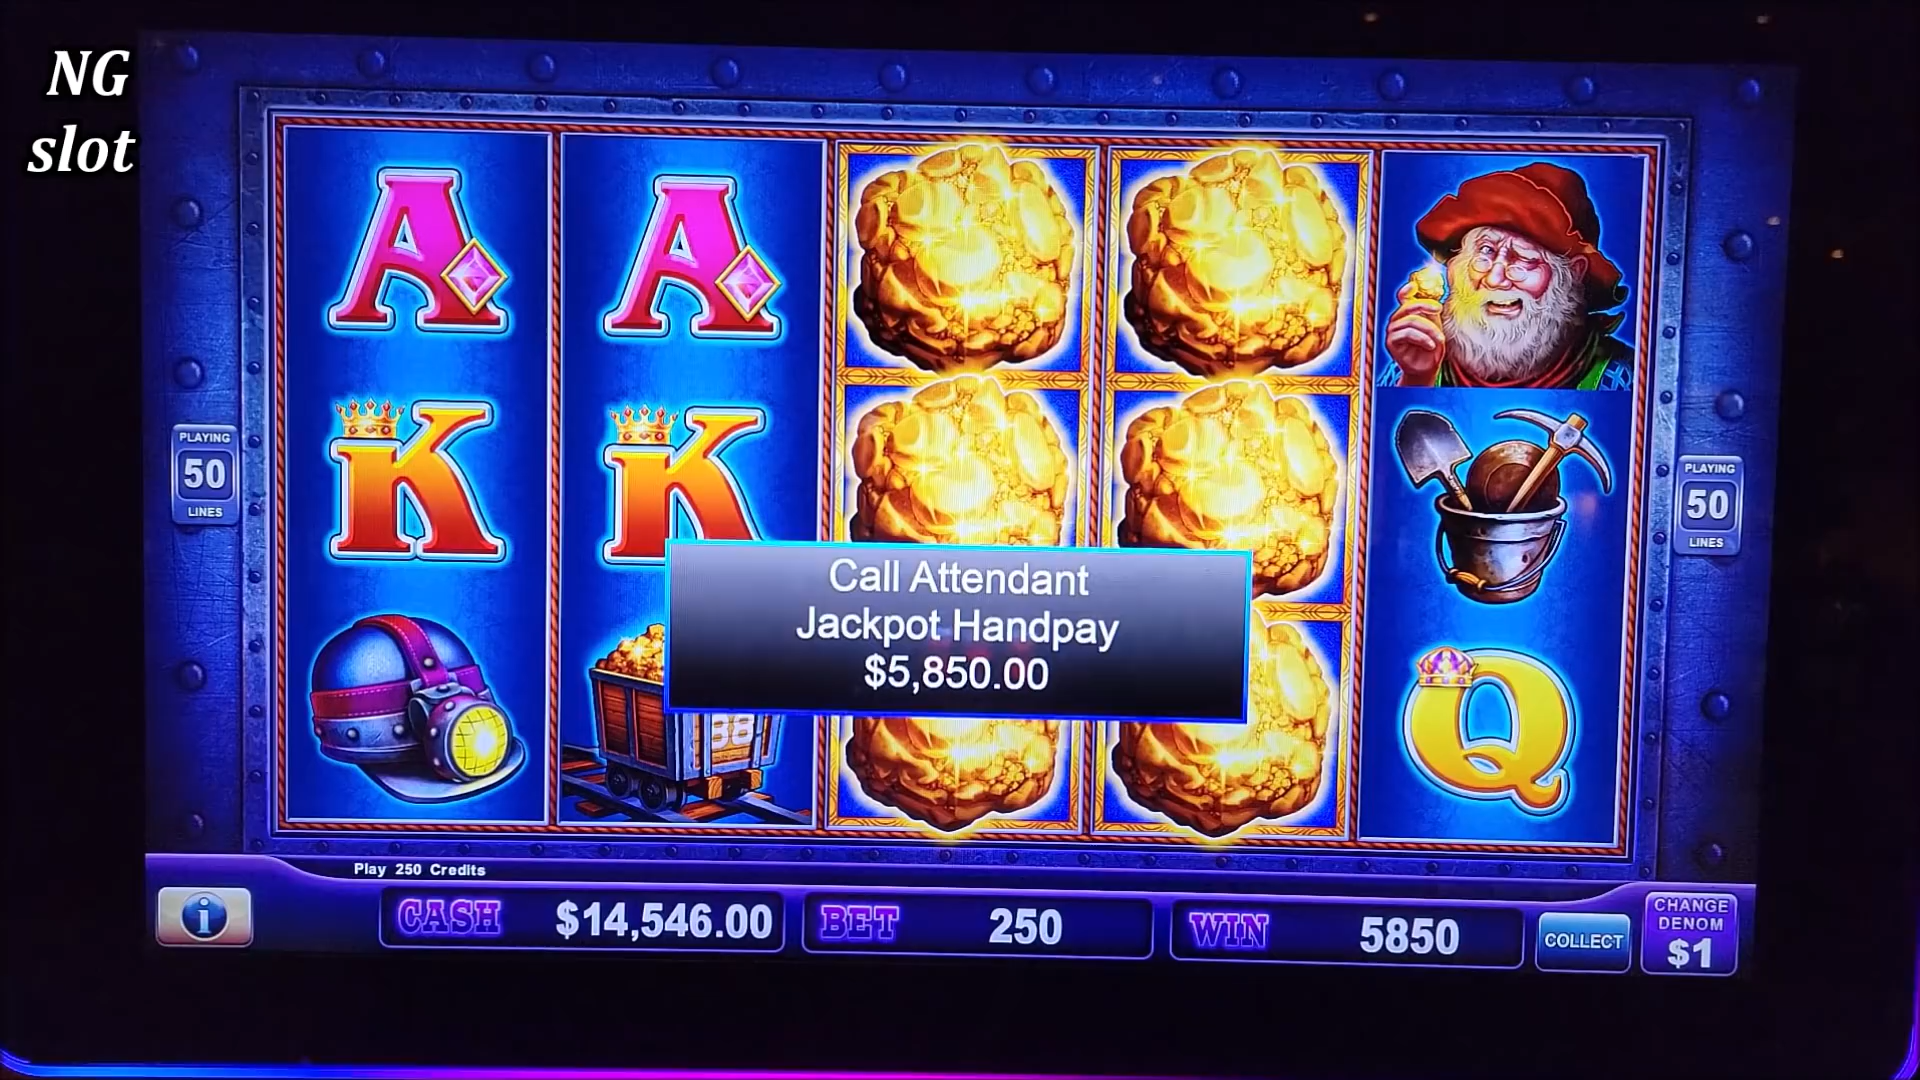 NG
slot
A
A
K
K
PLAYING
50
LINES
PLAYING
50
LINES
Call Attendant
Jackpot Handpay
$5,850.00
88
Q
Play 250 Credits
i
CASH $14,546.00
BET 250
WIN 5850
COLLECT
CHANGE
DENOM
$1